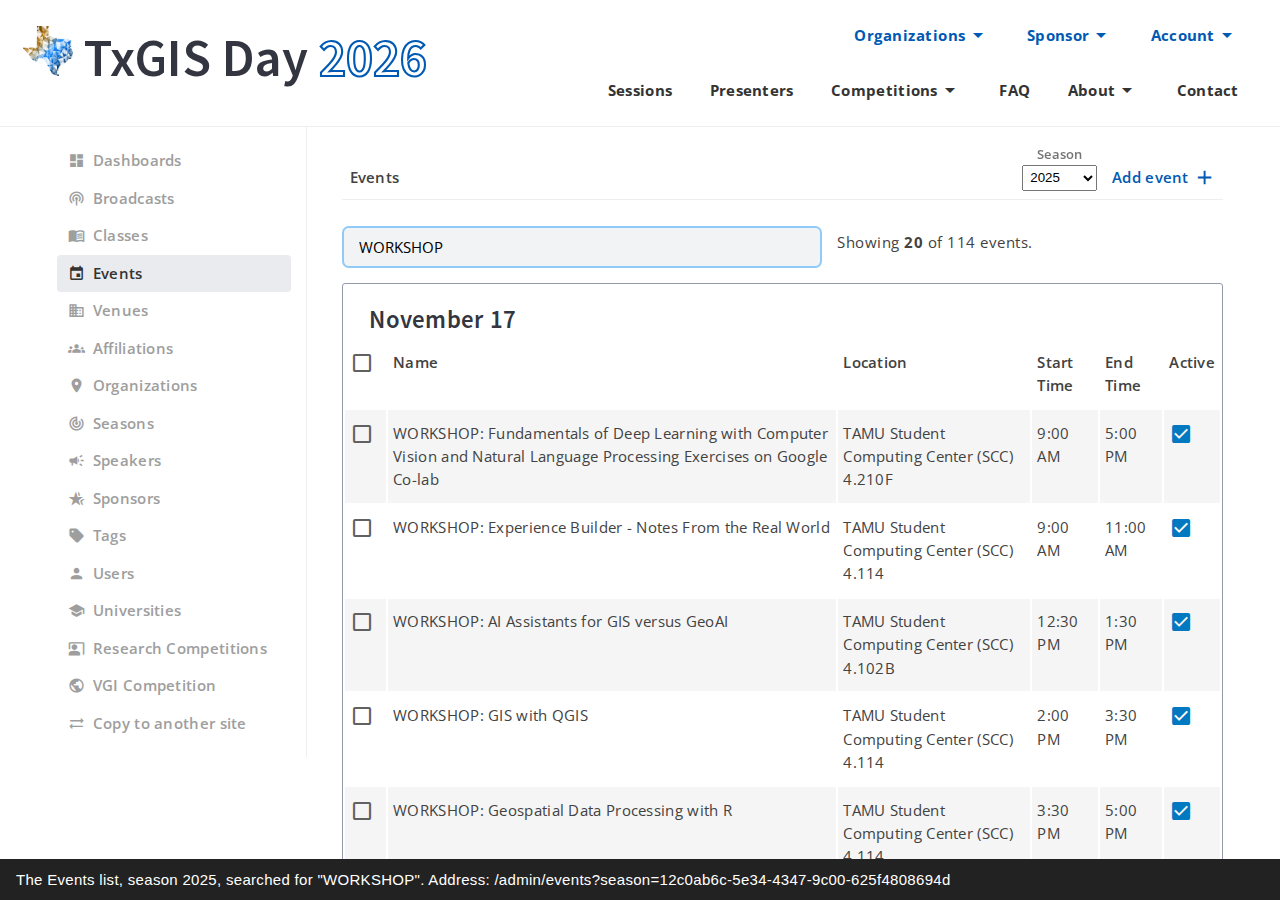 TxGIS Day 2026
Organizations
Sponsor
Account
Sessions
Presenters
Competitions
FAQ
About
Contact
Dashboards
Broadcasts
Classes
Events
Venues
Affiliations
Organizations
Seasons
Speakers
Sponsors
Tags
Users
Universities
Research Competitions
VGI Competition
Copy to another site
Events
Season
2025
Add event
WORKSHOP
Showing 20 of 114 events.
November 17
Name
Location
Start
Time
End
Time
Active
WORKSHOP: Fundamentals of Deep Learning with Computer
Vision and Natural Language Processing Exercises on Google
Co-lab
TAMU Student
Computing Center (SCC)
4.210F
9:00
AM
5:00
PM
WORKSHOP: Experience Builder - Notes From the Real World
TAMU Student
Computing Center (SCC)
4.114
9:00
AM
11:00
AM
WORKSHOP: AI Assistants for GIS versus GeoAI
TAMU Student
Computing Center (SCC)
4.102B
12:30
PM
1:30
PM
WORKSHOP: GIS with QGIS
TAMU Student
Computing Center (SCC)
4.114
2:00
PM
3:30
PM
WORKSHOP: Geospatial Data Processing with R
TAMU Student
Computing Center (SCC)
4.114
3:30
PM
5:00
PM
The Events list, season 2025, searched for "WORKSHOP". Address: /admin/events?season=12c0ab6c-5e34-4347-9c00-625f4808694d